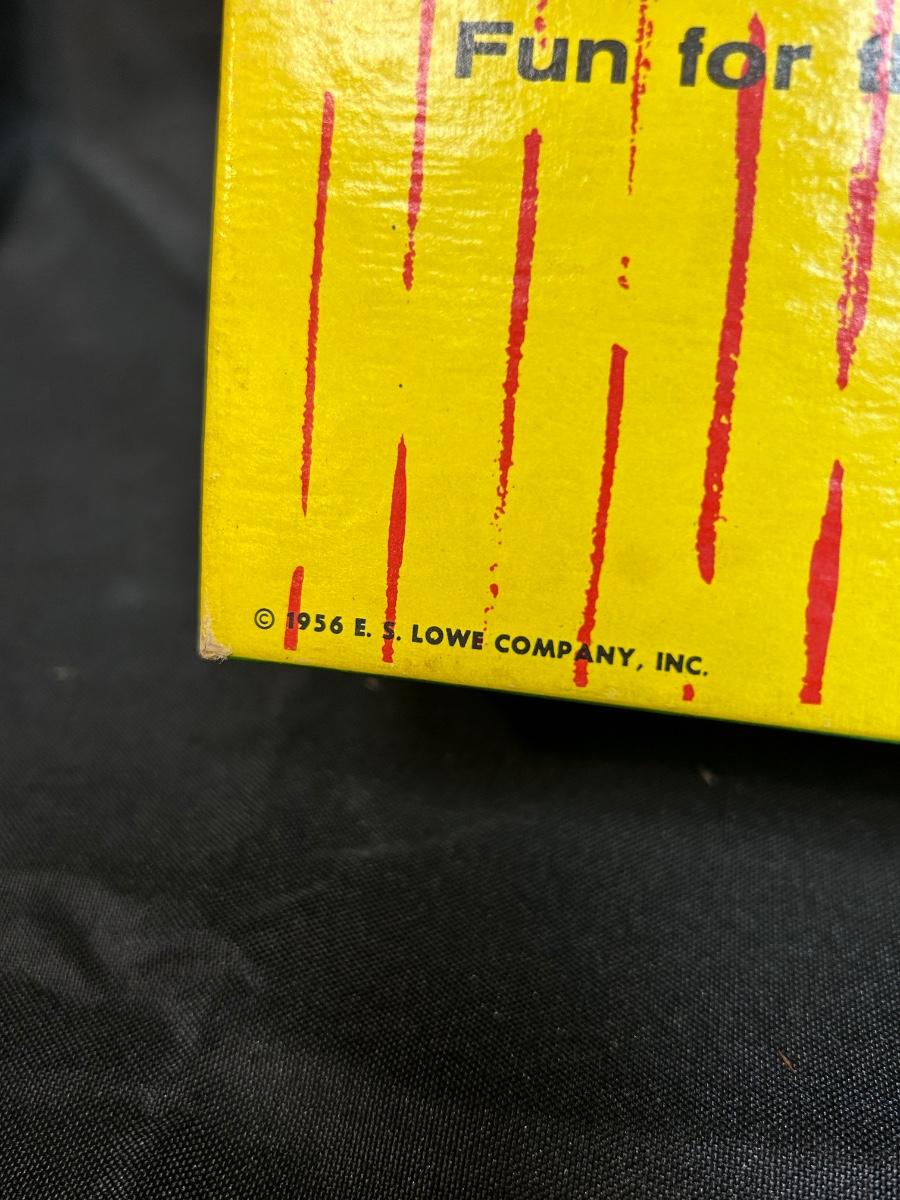 Fun for
© 1956 E. S. LOWE COMPANY, INC.